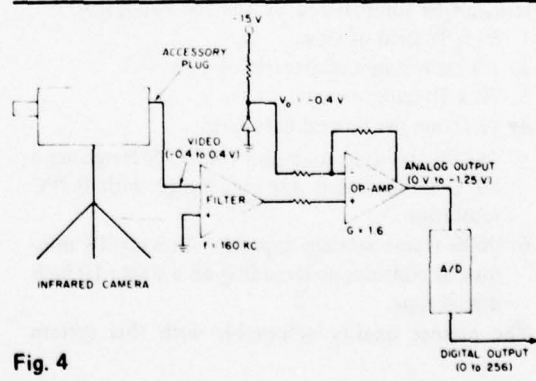 -15 V
ACCESSORY
PLUG
V₀ = -0.4 V
VIDEO
(-0.4 to 0.4 V)
ANALOG OUTPUT
(0 V to -1.25 V)
FILTER
OP-AMP
f = 160 KC
G = 1.6
INFRARED CAMERA
A/D
DIGITAL OUTPUT
(0 to 256)
Fig. 4